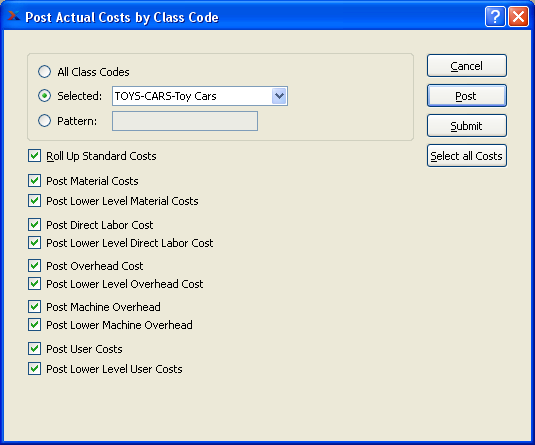 Post Actual Costs by Class Code
All Class Codes
Selected: TOYS-CARS-Toy Cars
Pattern:
Cancel
Post
Submit
Select all Costs
Roll Up Standard Costs
Post Material Costs
Post Lower Level Material Costs
Post Direct Labor Cost
Post Lower Level Direct Labor Cost
Post Overhead Cost
Post Lower Level Overhead Cost
Post Machine Overhead
Post Lower Machine Overhead
Post User Costs
Post Lower Level User Costs